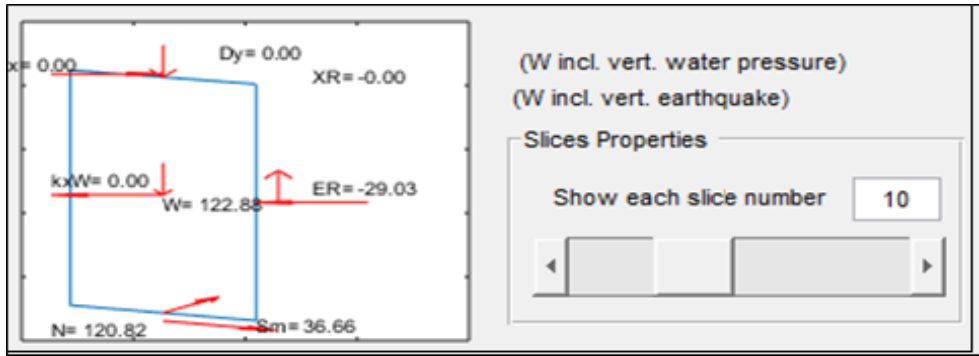 x= 0.00
Dy= 0.00
XR= -0.00
kxW= 0.00
W= 122.88
ER= -29.03
N= 120.82
Sm= 36.66
(W incl. vert. water pressure)
(W incl. vert. earthquake)
Slices Properties
Show each slice number 10